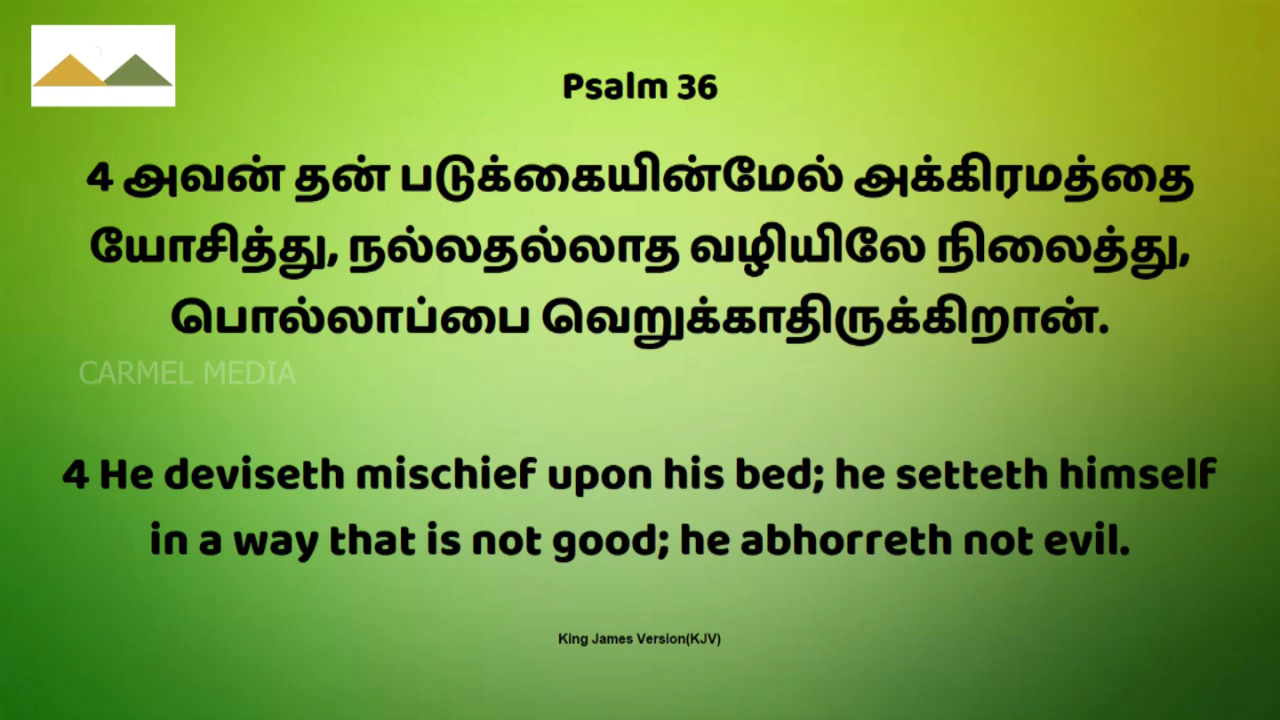 Psalm 36
4 அவன் தன் படுக்கையின்மேல் அக்கிரமத்தை
யோசித்து, நல்லதல்லாத வழியிலே நிலைத்து,
பொல்லாப்பை வெறுக்காதிருக்கிறான்.
CARMEL MEDIA
4 He deviseth mischief upon his bed; he setteth himself
in a way that is not good; he abhorreth not evil.
King James Version(KJV)